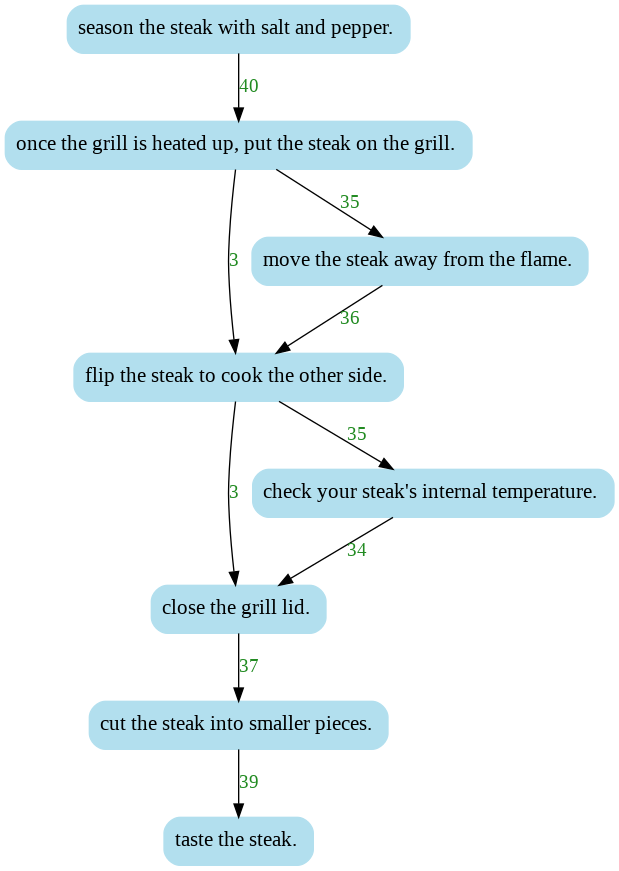 season the steak with salt and pepper.
40
once the grill is heated up, put the steak on the grill.
35
3
move the steak away from the flame.
36
flip the steak to cook the other side.
35
3
check your steak's internal temperature.
34
close the grill lid.
37
cut the steak into smaller pieces.
39
taste the steak.